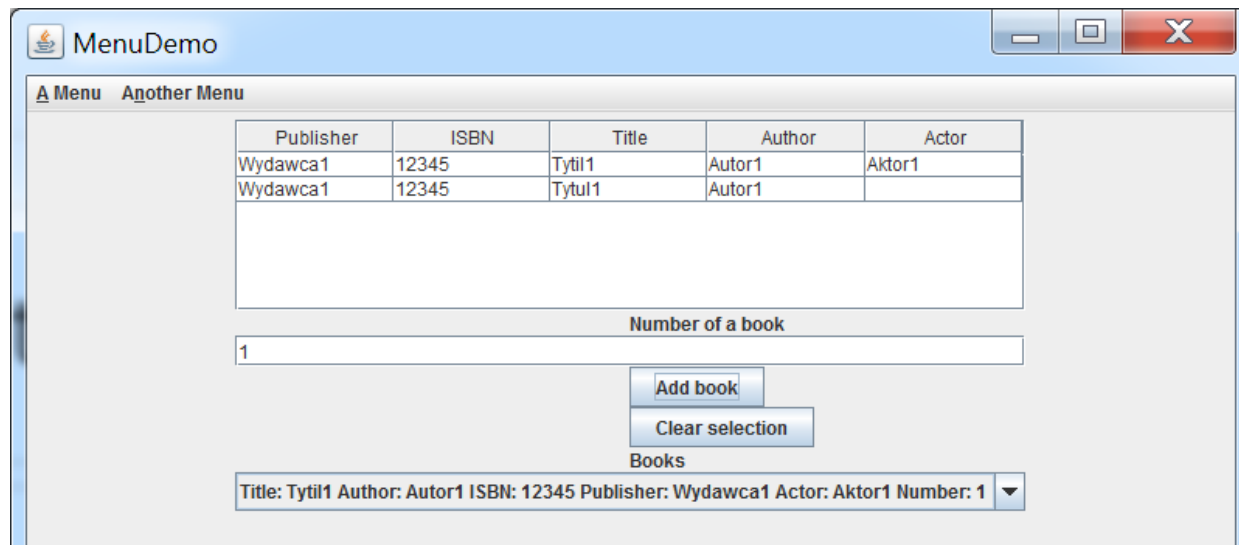 MenuDemo
A Menu Another Menu
Publisher ISBN Title Author Actor
Wydawca1 12345 Tytil1 Autor1 Aktor1
Wydawca1 12345 Tytul1 Autor1
Number of a book
1
Add book
Clear selection
Books
Title: Tytil1 Author: Autor1 ISBN: 12345 Publisher: Wydawca1 Actor: Aktor1 Number: 1